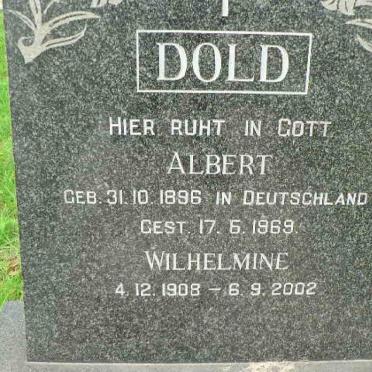 DOLD
HIER RUHT IN GOTT
ALBERT
GEB. 31. 10. 1896 IN DEUTSCHLAND
GEST. 17. 6. 1969.
WILHELMINE
4. 12. 1908 – 6. 9. 2002